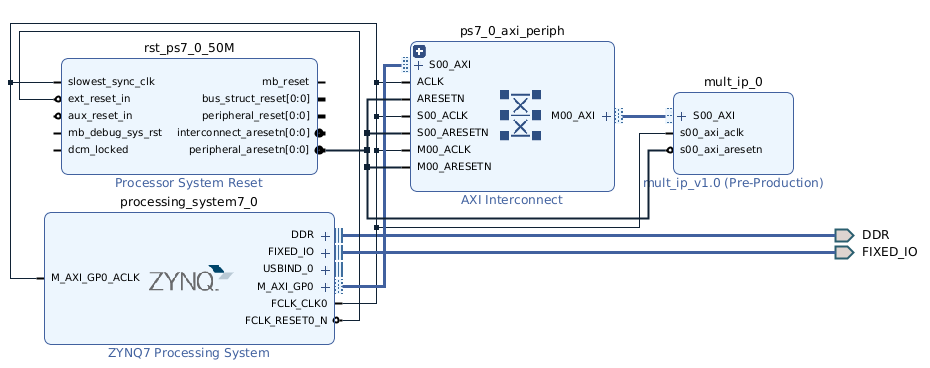 rst_ps7_0_50M
slowest_sync_clk
ext_reset_in
aux_reset_in
mb_debug_sys_rst
dcm_locked
mb_reset
bus_struct_reset[0:0]
peripheral_reset[0:0]
interconnect_aresetn[0:0]
peripheral_aresetn[0:0]
Processor System Reset
ps7_0_axi_periph
S00_AXI
ACLK
ARESETN
S00_ACLK
S00_ARESETN
M00_ACLK
M00_ARESETN
M00_AXI
AXI Interconnect
mult_ip_0
S00_AXI
s00_axi_aclk
s00_axi_aresetn
mult_ip_v1.0 (Pre-Production)
processing_system7_0
M_AXI_GP0_ACLK
ZYNQ
DDR
FIXED_IO
USBIND_0
M_AXI_GP0
FCLK_CLK0
FCLK_RESET0_N
ZYNQ7 Processing System
DDR
FIXED_IO